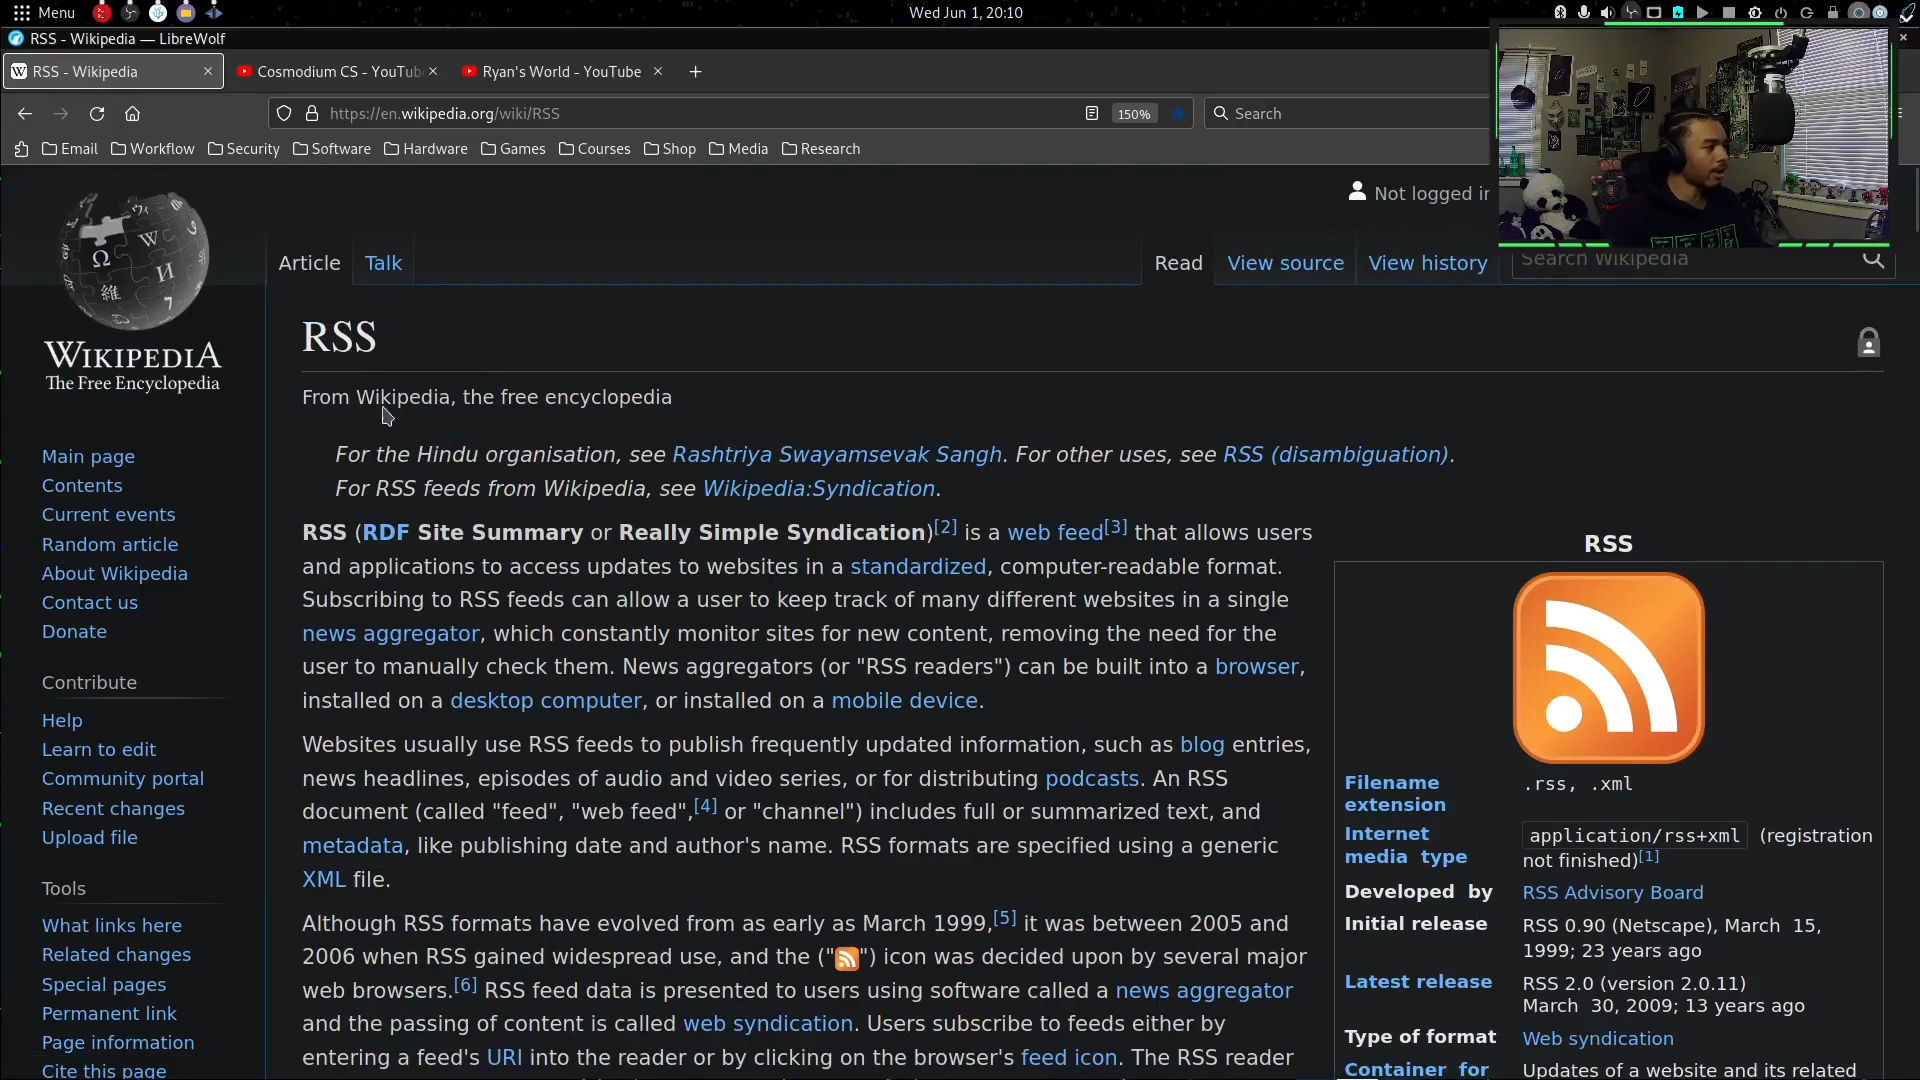 Menu
Wed Jun 1, 20:10
RSS - Wikipedia — LibreWolf
RSS - Wikipedia
Cosmodium CS - YouTube
Ryan's World - YouTube
https://en.wikipedia.org/wiki/RSS
150%
Search
Email
Workflow
Security
Software
Hardware
Games
Courses
Shop
Media
Research
Not logged in
Article
Talk
Read
View source
View history
Search Wikipedia
WIKIPEDIA
The Free Encyclopedia
Main page
Contents
Current events
Random article
About Wikipedia
Contact us
Donate
Contribute
Help
Learn to edit
Community portal
Recent changes
Upload file
Tools
What links here
Related changes
Special pages
Permanent link
Page information
Cite this page
RSS
From Wikipedia, the free encyclopedia
For the Hindu organisation, see Rashtriya Swayamsevak Sangh. For other uses, see RSS (disambiguation).
For RSS feeds from Wikipedia, see Wikipedia:Syndication.
RSS (RDF Site Summary or Really Simple Syndication)[2] is a web feed[3] that allows users
and applications to access updates to websites in a standardized, computer-readable format.
Subscribing to RSS feeds can allow a user to keep track of many different websites in a single
news aggregator, which constantly monitor sites for new content, removing the need for the
user to manually check them. News aggregators (or "RSS readers") can be built into a browser,
installed on a desktop computer, or installed on a mobile device.
Websites usually use RSS feeds to publish frequently updated information, such as blog entries,
news headlines, episodes of audio and video series, or for distributing podcasts. An RSS
document (called "feed", "web feed",[4] or "channel") includes full or summarized text, and
metadata, like publishing date and author's name. RSS formats are specified using a generic
XML file.
Although RSS formats have evolved from as early as March 1999,[5] it was between 2005 and
2006 when RSS gained widespread use, and the ("") icon was decided upon by several major
web browsers.[6] RSS feed data is presented to users using software called a news aggregator
and the passing of content is called web syndication. Users subscribe to feeds either by
entering a feed's URI into the reader or by clicking on the browser's feed icon. The RSS reader
RSS
Filename extension
.rss, .xml
Internet media type
application/rss+xml (registration
not finished)[1]
Developed by
RSS Advisory Board
Initial release
RSS 0.90 (Netscape), March 15,
1999; 23 years ago
Latest release
RSS 2.0 (version 2.0.11)
March 30, 2009; 13 years ago
Type of format
Web syndication
Container for
Updates of a website and its related